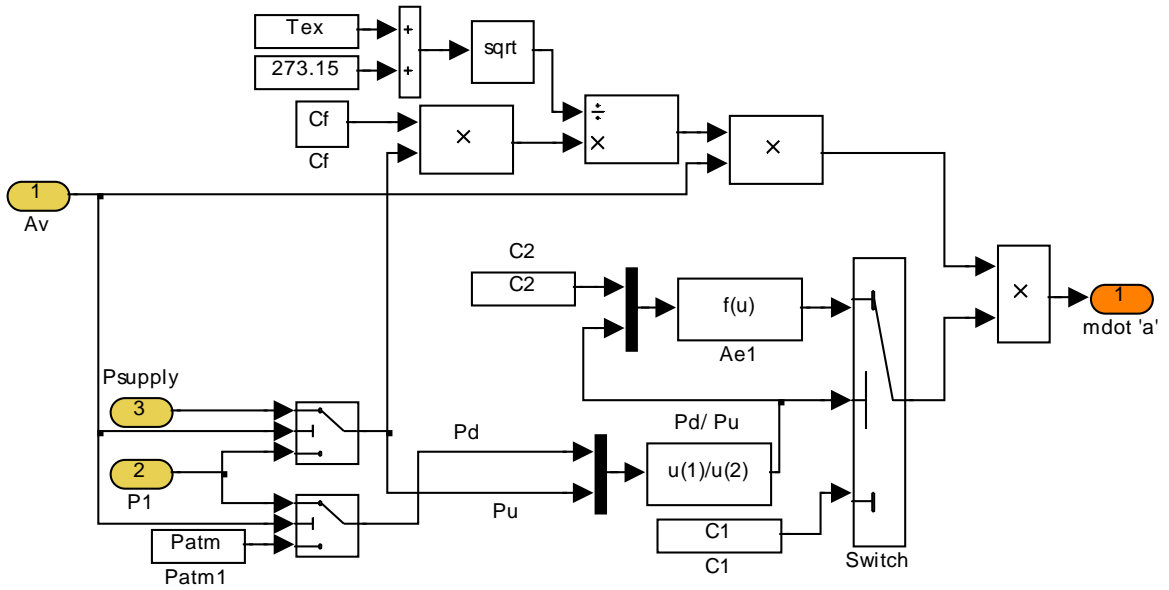 Tex
+
273.15
+
sqrt
Cf
Cf
×
÷
×
×
1
Av
C2
C2
f(u)
Ae1
×
1
mdot 'a'
Psupply
3
2
P1
Pd
Pu
Pd/ Pu
u(1)/u(2)
Patm
Patm1
C1
C1
Switch